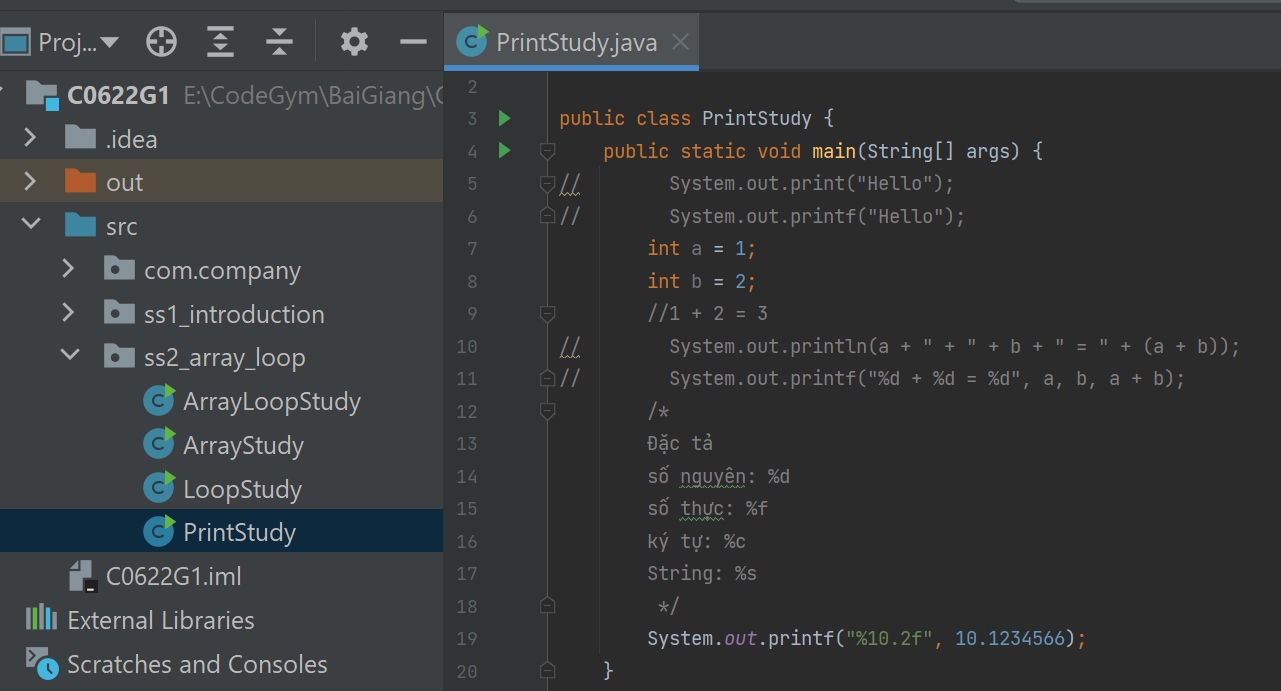 Proj...
C0622G1 E:\CodeGym\BaiGiang\
.idea
out
src
com.company
ss1_introduction
ss2_array_loop
ArrayLoopStudy
ArrayStudy
LoopStudy
PrintStudy
C0622G1.iml
External Libraries
Scratches and Consoles
PrintStudy.java
2
3 public class PrintStudy {
4 public static void main(String[] args) {
5 // System.out.print("Hello");
6 // System.out.printf("Hello");
7 int a = 1;
8 int b = 2;
9 //1 + 2 = 3
10 // System.out.println(a + " + " + b + " = " + (a + b));
11 // System.out.printf("%d + %d = %d", a, b, a + b);
12 /*
13 Đặc tả
14 số nguyên: %d
15 số thực: %f
16 ký tự: %c
17 String: %s
18 */
19 System.out.printf("%10.2f", 10.1234566);
20 }